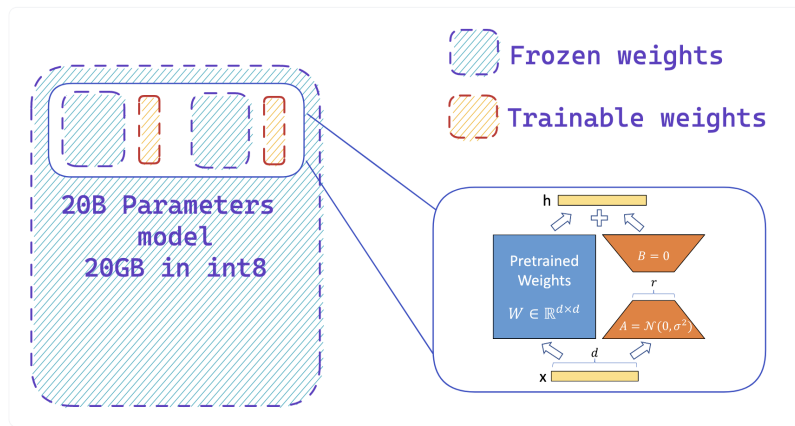 Frozen weights
Trainable weights
20B Parameters
model
20GB in int8
h
Pretrained
Weights
W ∈ ℝ^{d×d}
B = 0
r
A = 𝒩(0, σ²)
d
x